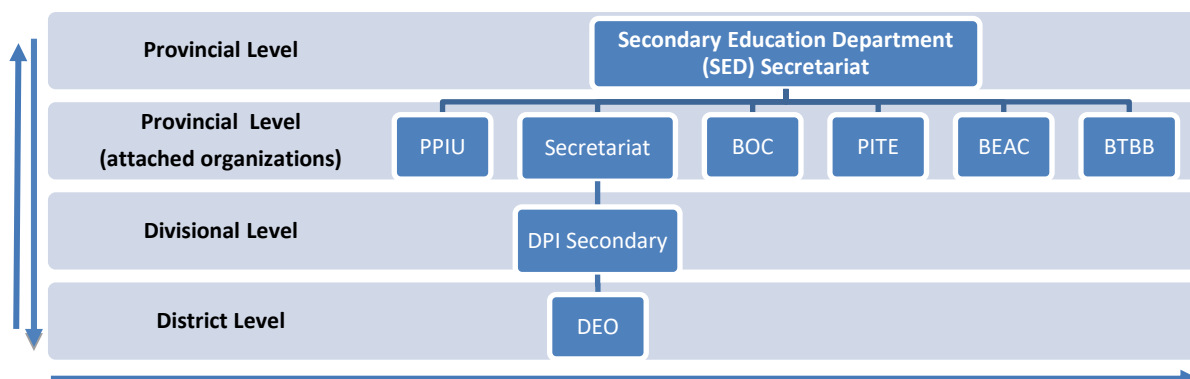 Provincial Level
Secondary Education Department
(SED) Secretariat
Provincial Level
(attached organizations)
PPIU
Secretariat
BOC
PITE
BEAC
BTBB
Divisional Level
DPI Secondary
District Level
DEO